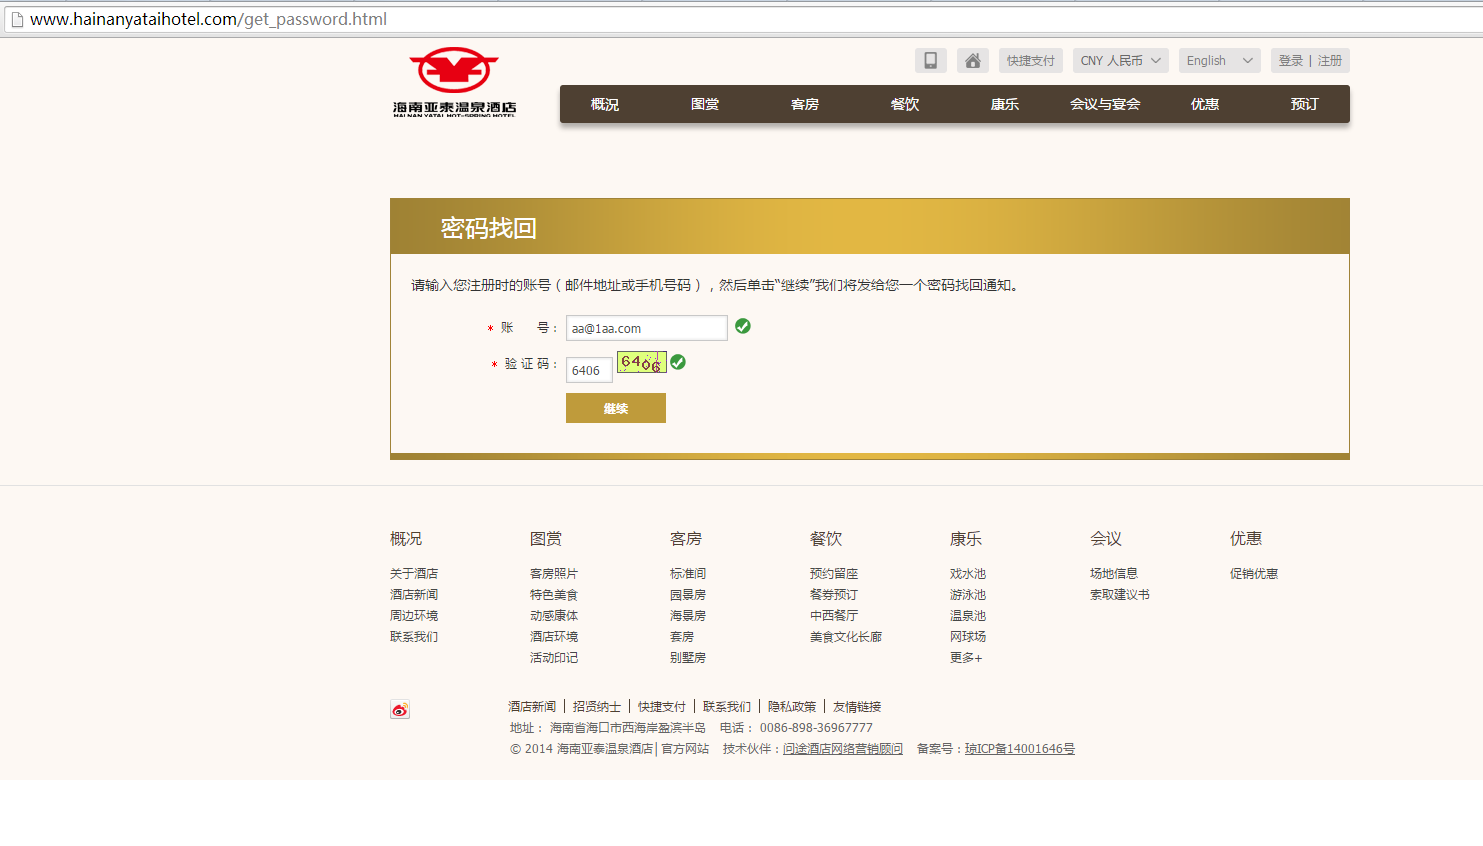 www.hainanyataihotel.com/get_password.html
海南亚泰温泉酒店
HAI NAN YATAI HOT-SPRING HOTEL
快捷支付 CNY 人民币 English 登录 | 注册
概况 图赏 客房 餐饮 康乐 会议与宴会 优惠 预订
密码找回
请输入您注册时的账号（邮件地址或手机号码），然后单击“继续”我们将发给您一个密码找回通知。
* 账 号： aa@1aa.com
* 验 证 码： 6406 6406
继续
概况 图赏 客房 餐饮 康乐 会议 优惠
关于酒店 客房照片 标准间 预约留座 戏水池 场地信息 促销优惠
酒店新闻 特色美食 园景房 餐券预订 游泳池 索取建议书
周边环境 动感康体 海景房 中西餐厅 温泉池
联系我们 酒店环境 套房 美食文化长廊 网球场
活动印记 别墅房 更多+
酒店新闻 | 招贤纳士 | 快捷支付 | 联系我们 | 隐私政策 | 友情链接
地址： 海南省海口市西海岸盈滨半岛 电话： 0086-898-36967777
© 2014 海南亚泰温泉酒店| 官方网站 技术伙伴：问途酒店网络营销顾问 备案号：琼ICP备14001646号